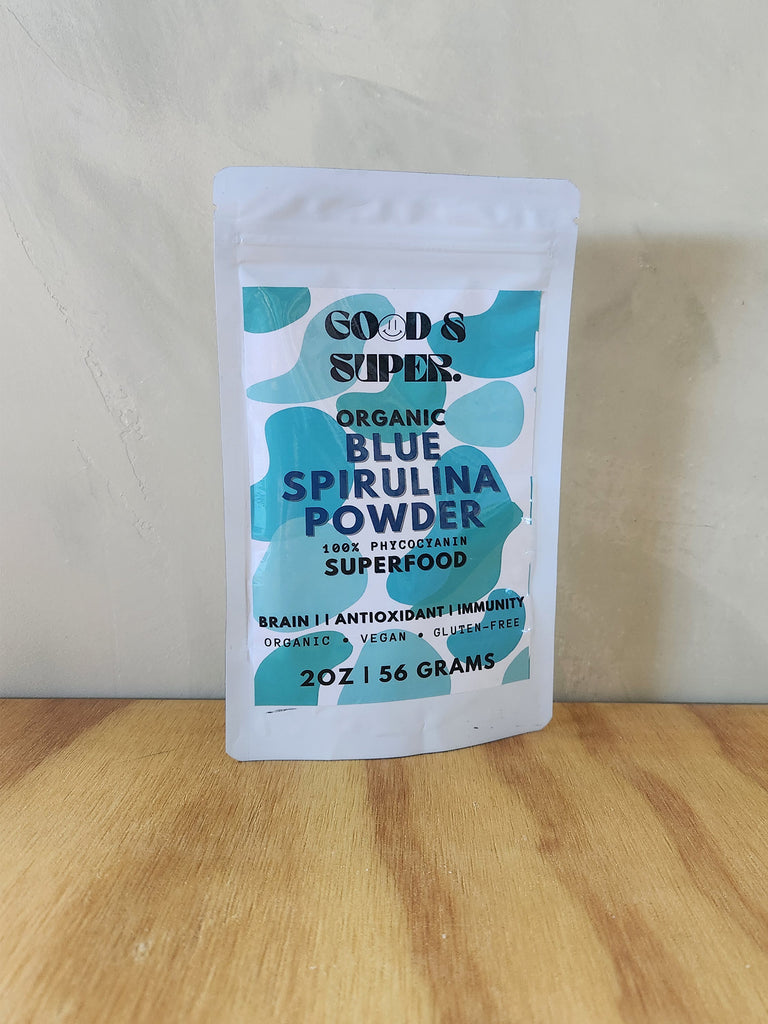 GOOD &
SUPER.
ORGANIC
BLUE
SPIRULINA
POWDER
100% PHYCOCYANIN
SUPERFOOD
BRAIN | | ANTIOXIDANT | IMMUNITY
ORGANIC • VEGAN • GLUTEN-FREE
2OZ | 56 GRAMS